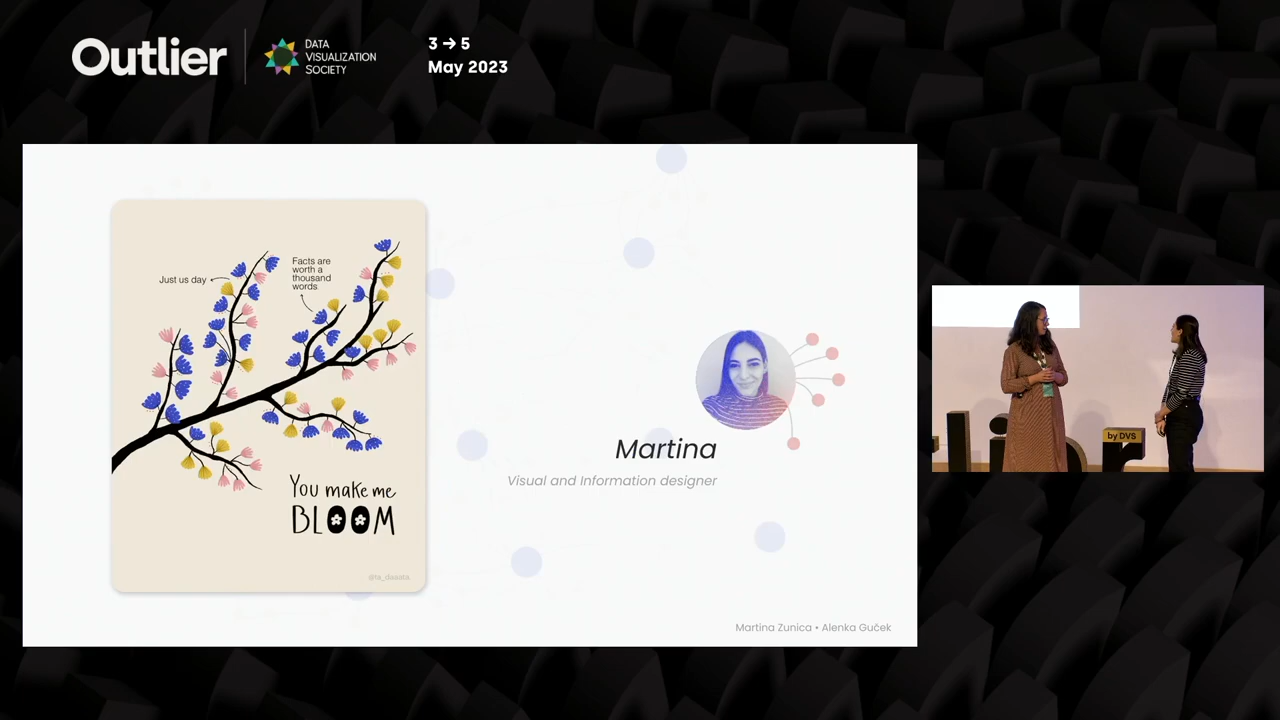 Outlier
DATA
VISUALIZATION
SOCIETY
3 → 5
May 2023
Just us day
Facts are
worth a
thousand
words
You make me
BLOOM
@ta_daaata
Martina
Visual and Information designer
Martina Zunica • Alenka Guček
by DVS